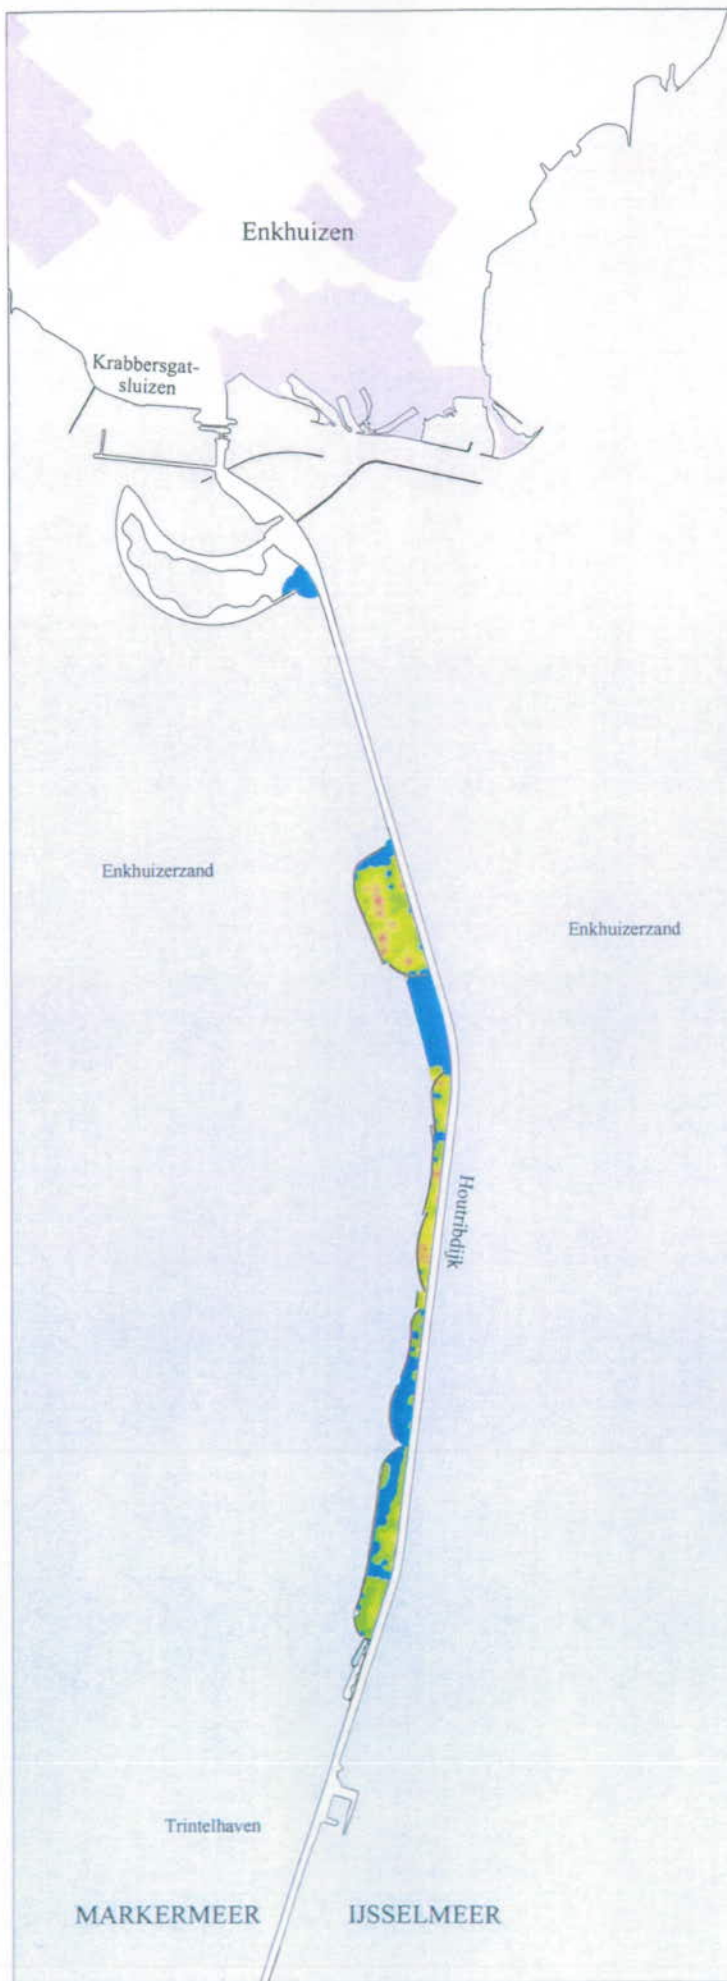 Enkhuizen
Krabbersgat-
sluizen
Enkhuizerzand
Enkhuizerzand
Houtribdijk
Trintelhaven
MARKERMEER
IJSSELMEER